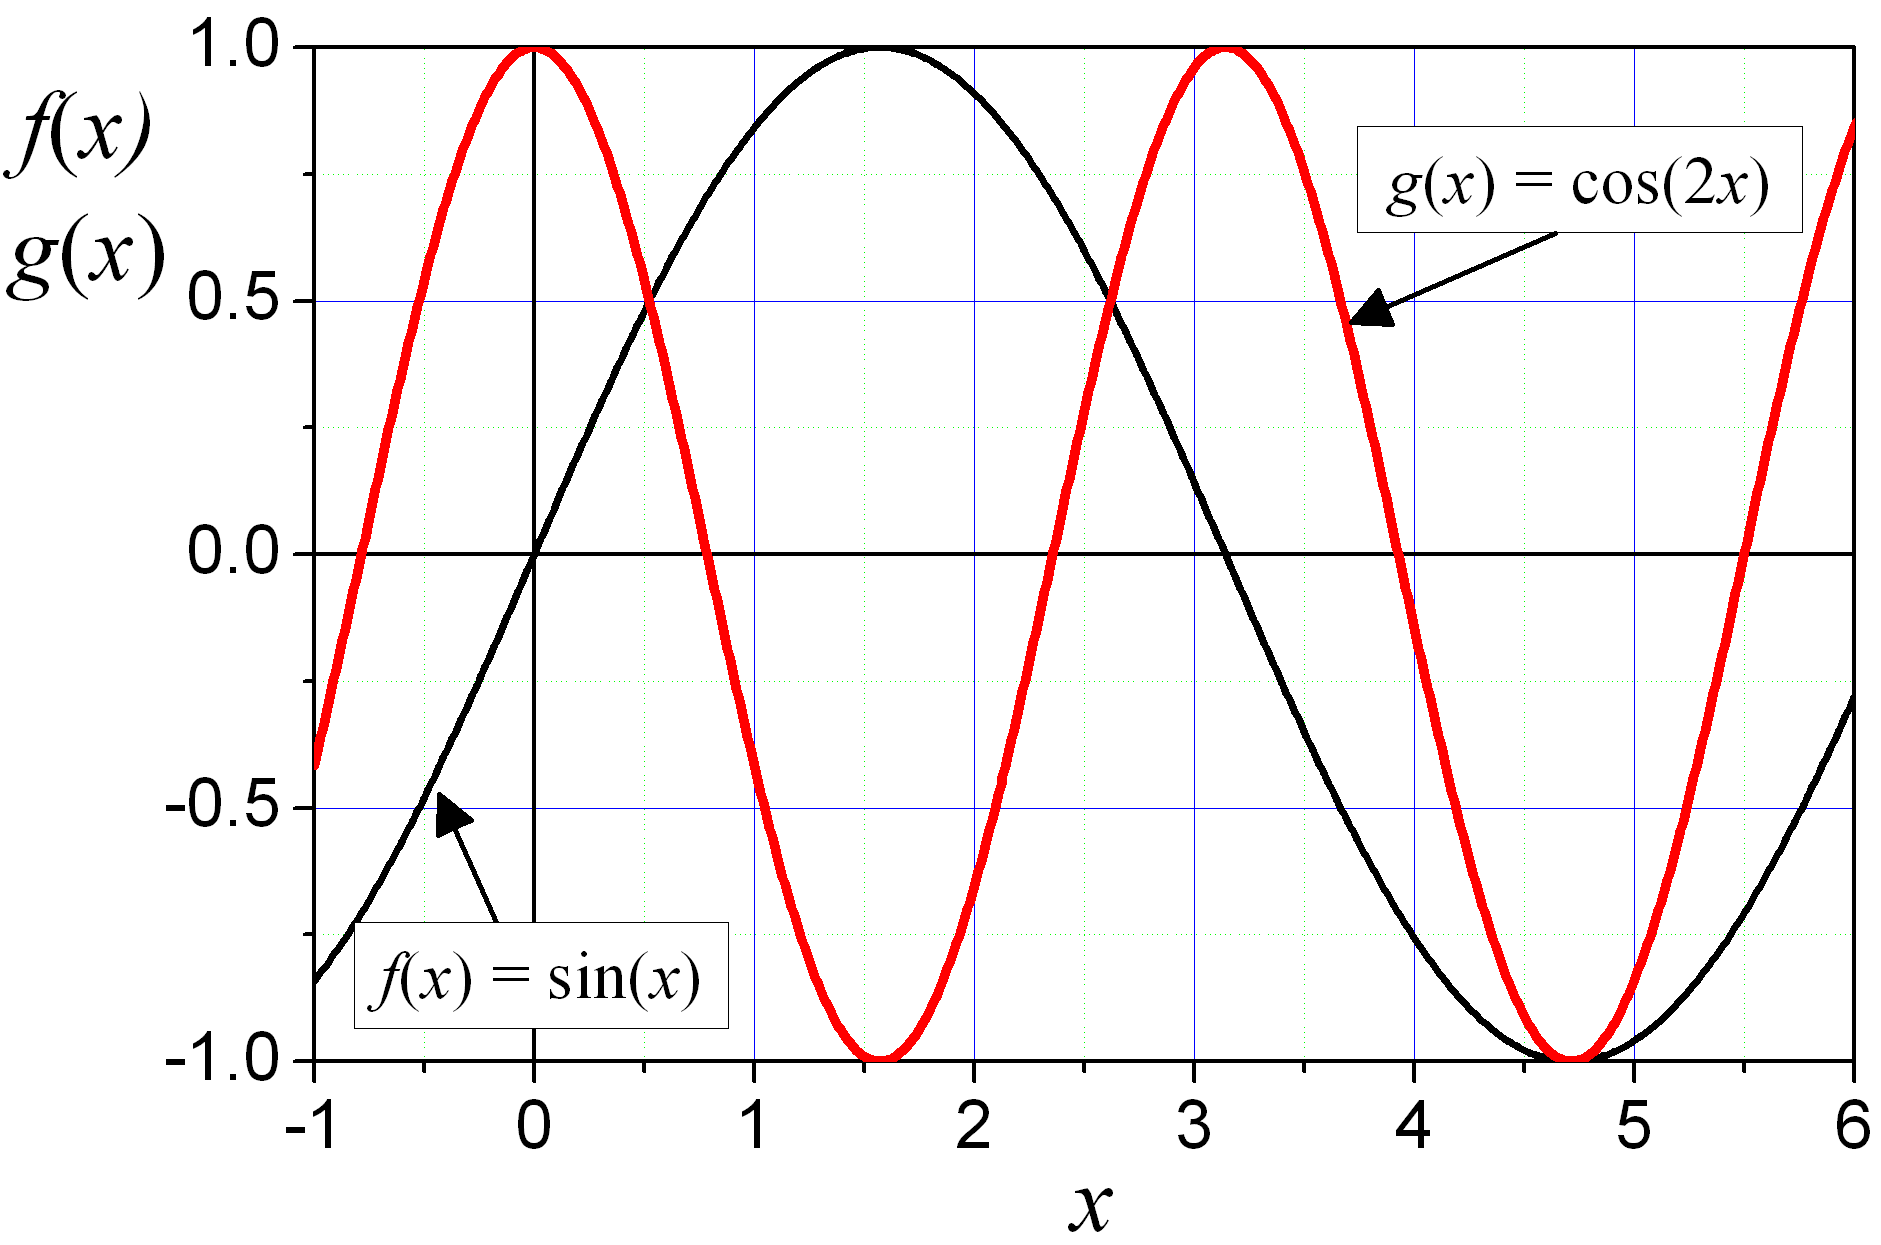 1.0
f(x)
g(x)
0.5
0.0
-0.5
-1.0
g(x) = cos(2x)
f(x) = sin(x)
-1 0 1 2 3 4 5 6
x